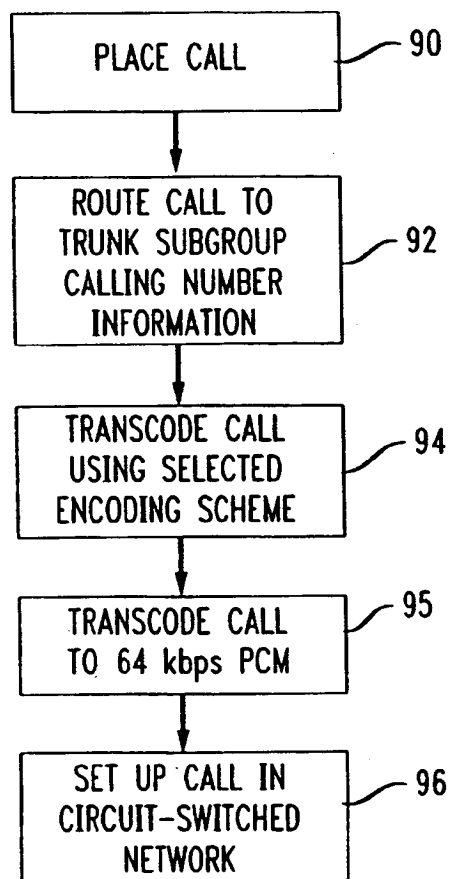 PLACE CALL
90
ROUTE CALL TO
TRUNK SUBGROUP
CALLING NUMBER
INFORMATION
92
TRANSCODE CALL
USING SELECTED
ENCODING SCHEME
94
TRANSCODE CALL
TO 64 kbps PCM
95
SET UP CALL IN
CIRCUIT-SWITCHED
NETWORK
96